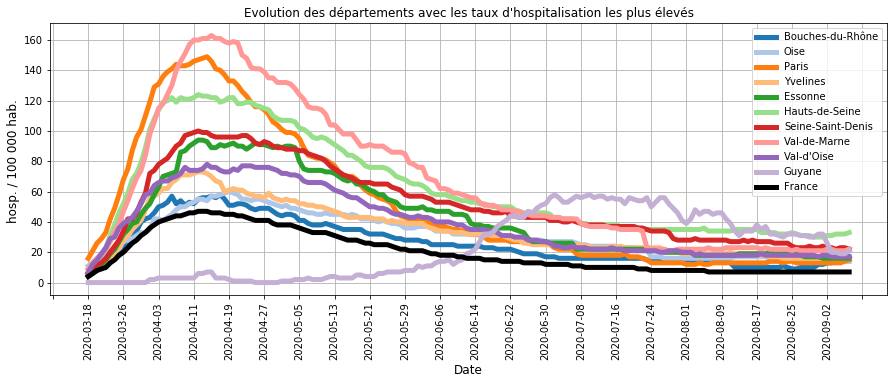 Evolution des départements avec les taux d'hospitalisation les plus élevés
hosp. / 100 000 hab.
160
140
120
100
80
60
40
20
0
Bouches-du-Rhône
Oise
Paris
Yvelines
Essonne
Hauts-de-Seine
Seine-Saint-Denis
Val-de-Marne
Val-d'Oise
Guyane
France
2020-03-18
2020-03-26
2020-04-03
2020-04-11
2020-04-19
2020-04-27
2020-05-05
2020-05-13
2020-05-21
2020-05-29
2020-06-06
2020-06-14
2020-06-22
2020-06-30
2020-07-08
2020-07-16
2020-07-24
2020-08-01
2020-08-09
2020-08-17
2020-08-25
2020-09-02
Date